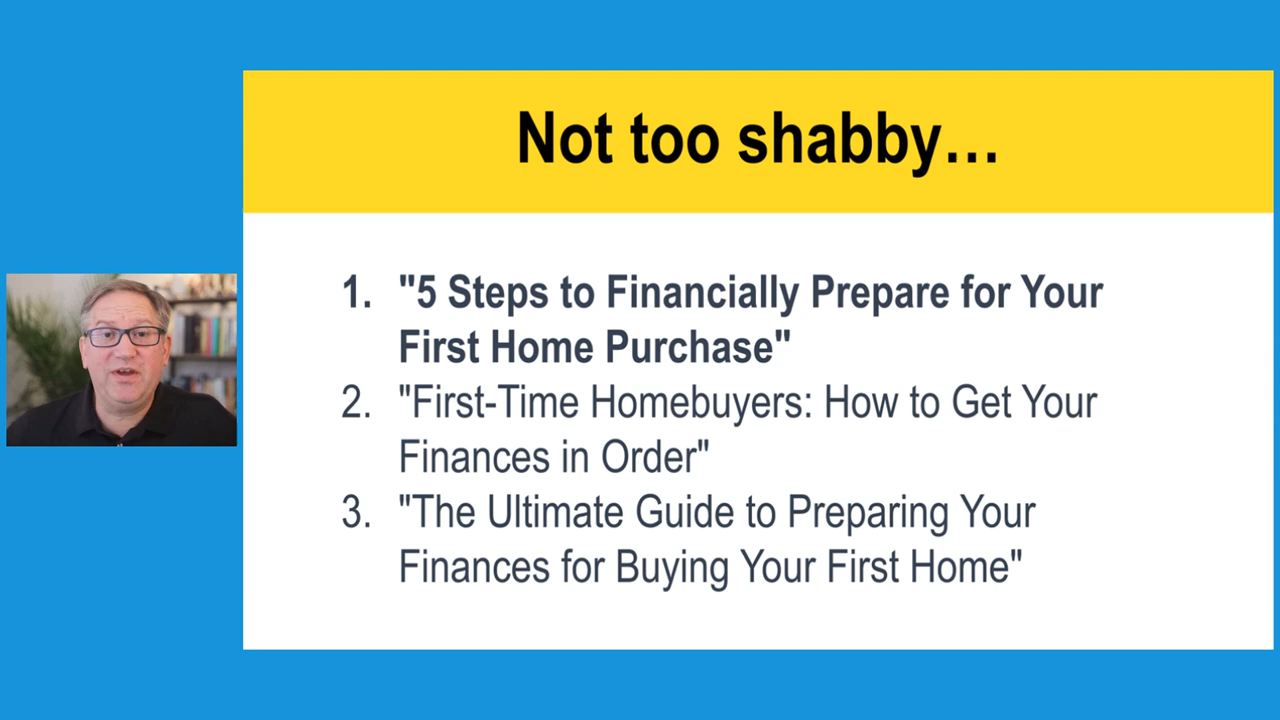 Not too shabby…
1. "5 Steps to Financially Prepare for Your
First Home Purchase"
2. "First-Time Homebuyers: How to Get Your
Finances in Order"
3. "The Ultimate Guide to Preparing Your
Finances for Buying Your First Home"